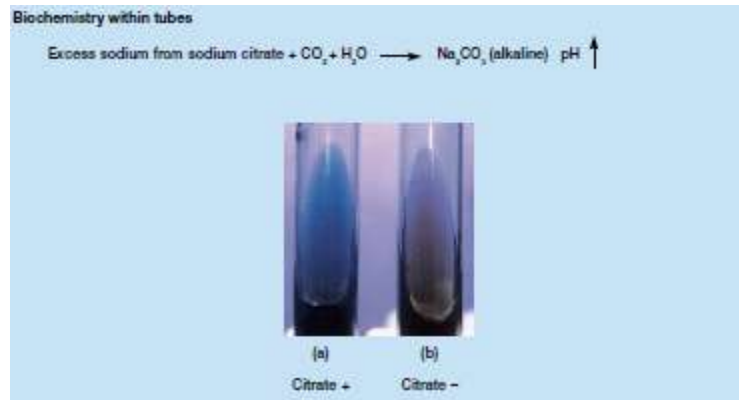 Biochemistry within tubes
Excess sodium from sodium citrate + CO₂ + H₂O ⟶ Na₂CO₃ (alkaline) pH ↑
(a) (b)
Citrate + Citrate –